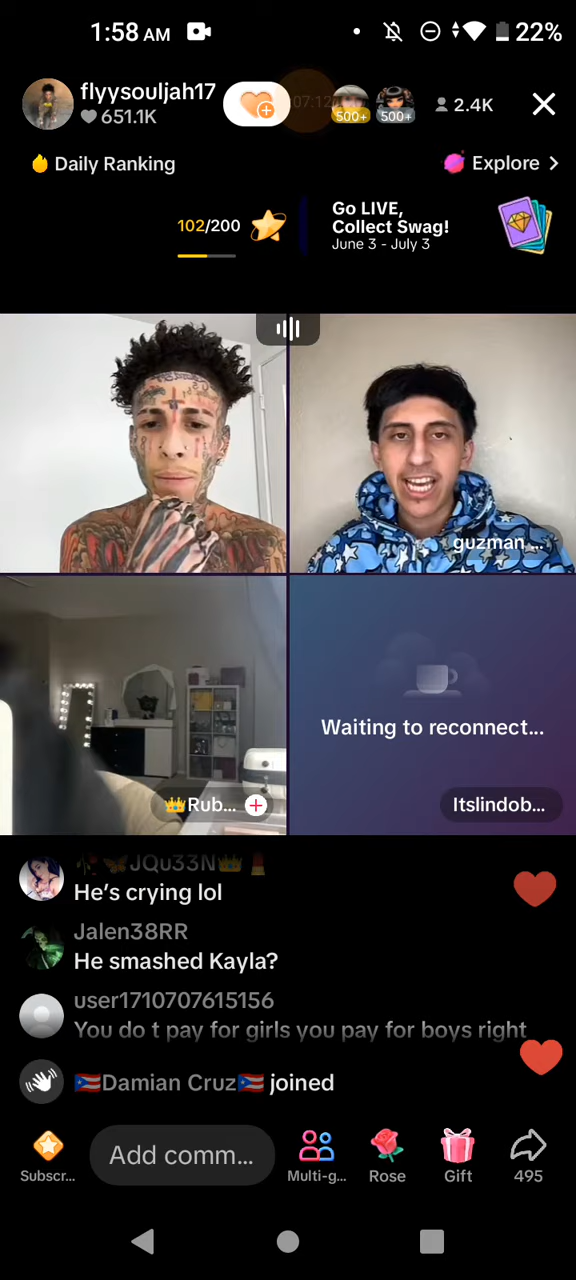 1:58 AM
22%
flyysouljah17
651.1K
07:12
500+
500+
2.4K
Daily Ranking
Explore
102/200
Go LIVE,
Collect Swag!
June 3 - July 3
guzman...
Waiting to reconnect...
Rub...
Itslindob...
JQu33N
He's crying lol
Jalen38RR
He smashed Kayla?
user1710707615156
You do t pay for girls you pay for boys right
Damian Cruz joined
Add comm...
Subscr...
Multi-g...
Rose
Gift
495